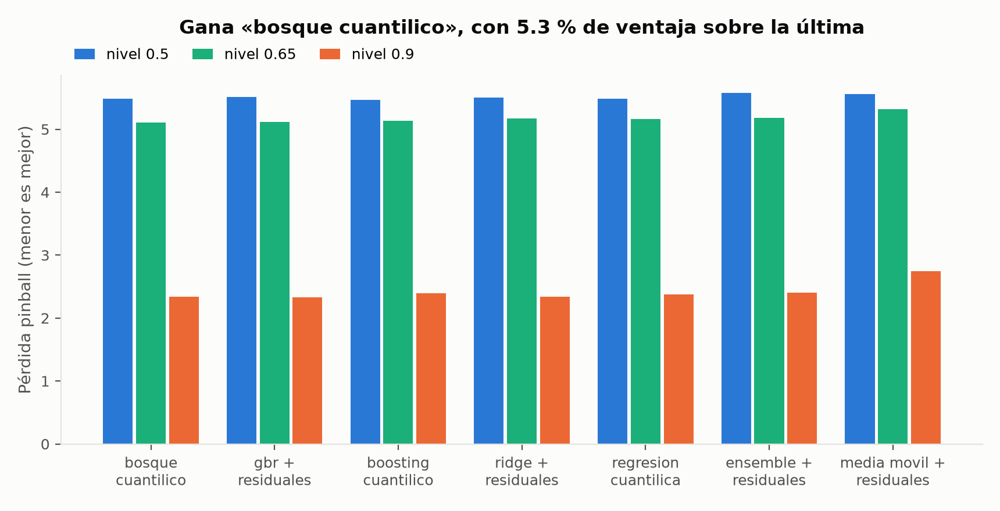 Gana «bosque cuantilico», con 5.3 % de ventaja sobre la última
nivel 0.5
nivel 0.65
nivel 0.9
Pérdida pinball (menor es mejor)
5
4
3
2
1
0
bosque
cuantilico
gbr +
residuales
boosting
cuantilico
ridge +
residuales
regresion
cuantilica
ensemble +
residuales
media movil +
residuales